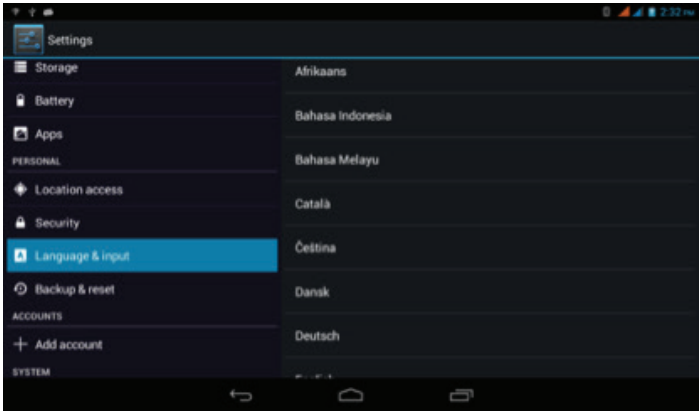 2:32 PM
Settings
Storage
Battery
Apps
PERSONAL
Location access
Security
Language & input
Backup & reset
ACCOUNTS
Add account
SYSTEM
Afrikaans
Bahasa Indonesia
Bahasa Melayu
Català
Čeština
Dansk
Deutsch